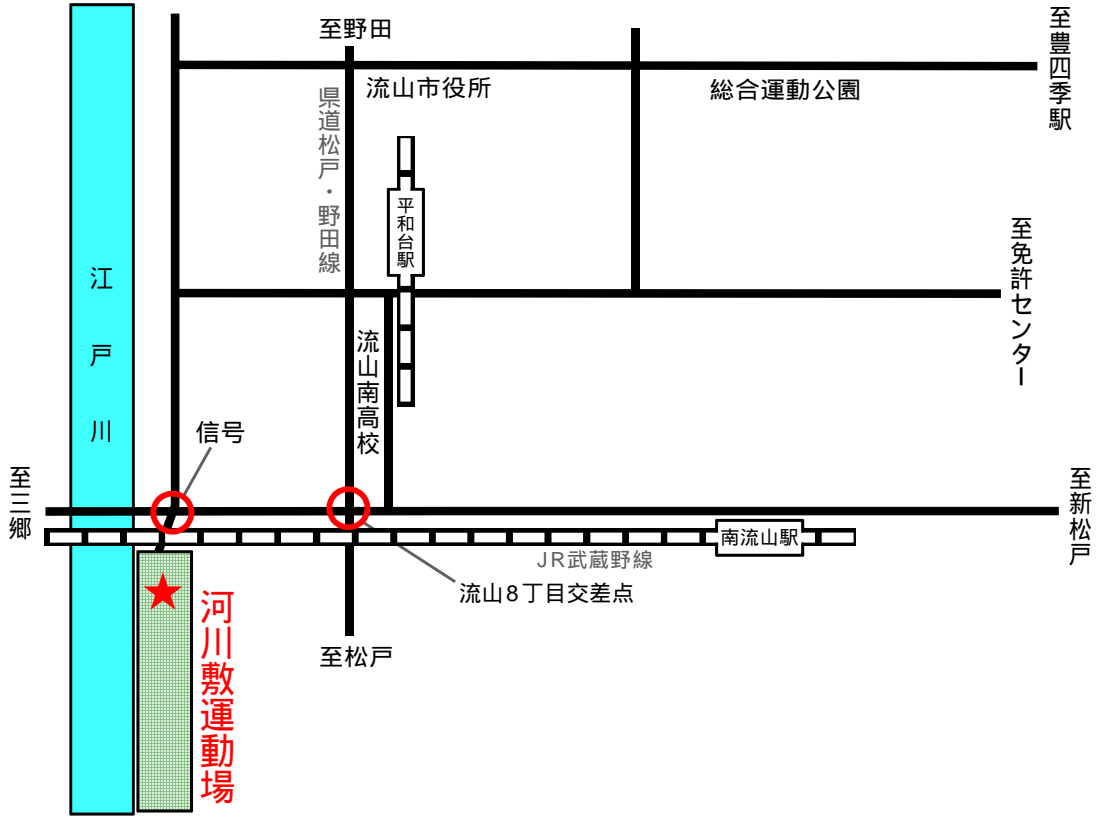 至野田
至豊四季駅
流山市役所
総合運動公園
県道松戸・野田線
平和台駅
至免許センター
江戸川
流山南高校
信号
至三郷
至新松戸
南流山駅
JR武蔵野線
流山8丁目交差点
河川敷運動場
至松戸